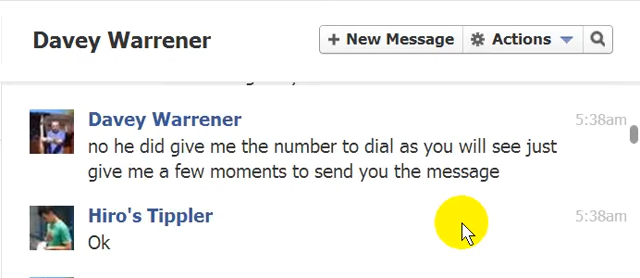 Davey Warrener
+ New Message
Actions
Davey Warrener
5:38am
no he did give me the number to dial as you will see just
give me a few moments to send you the message
Hiro's Tippler
5:38am
Ok